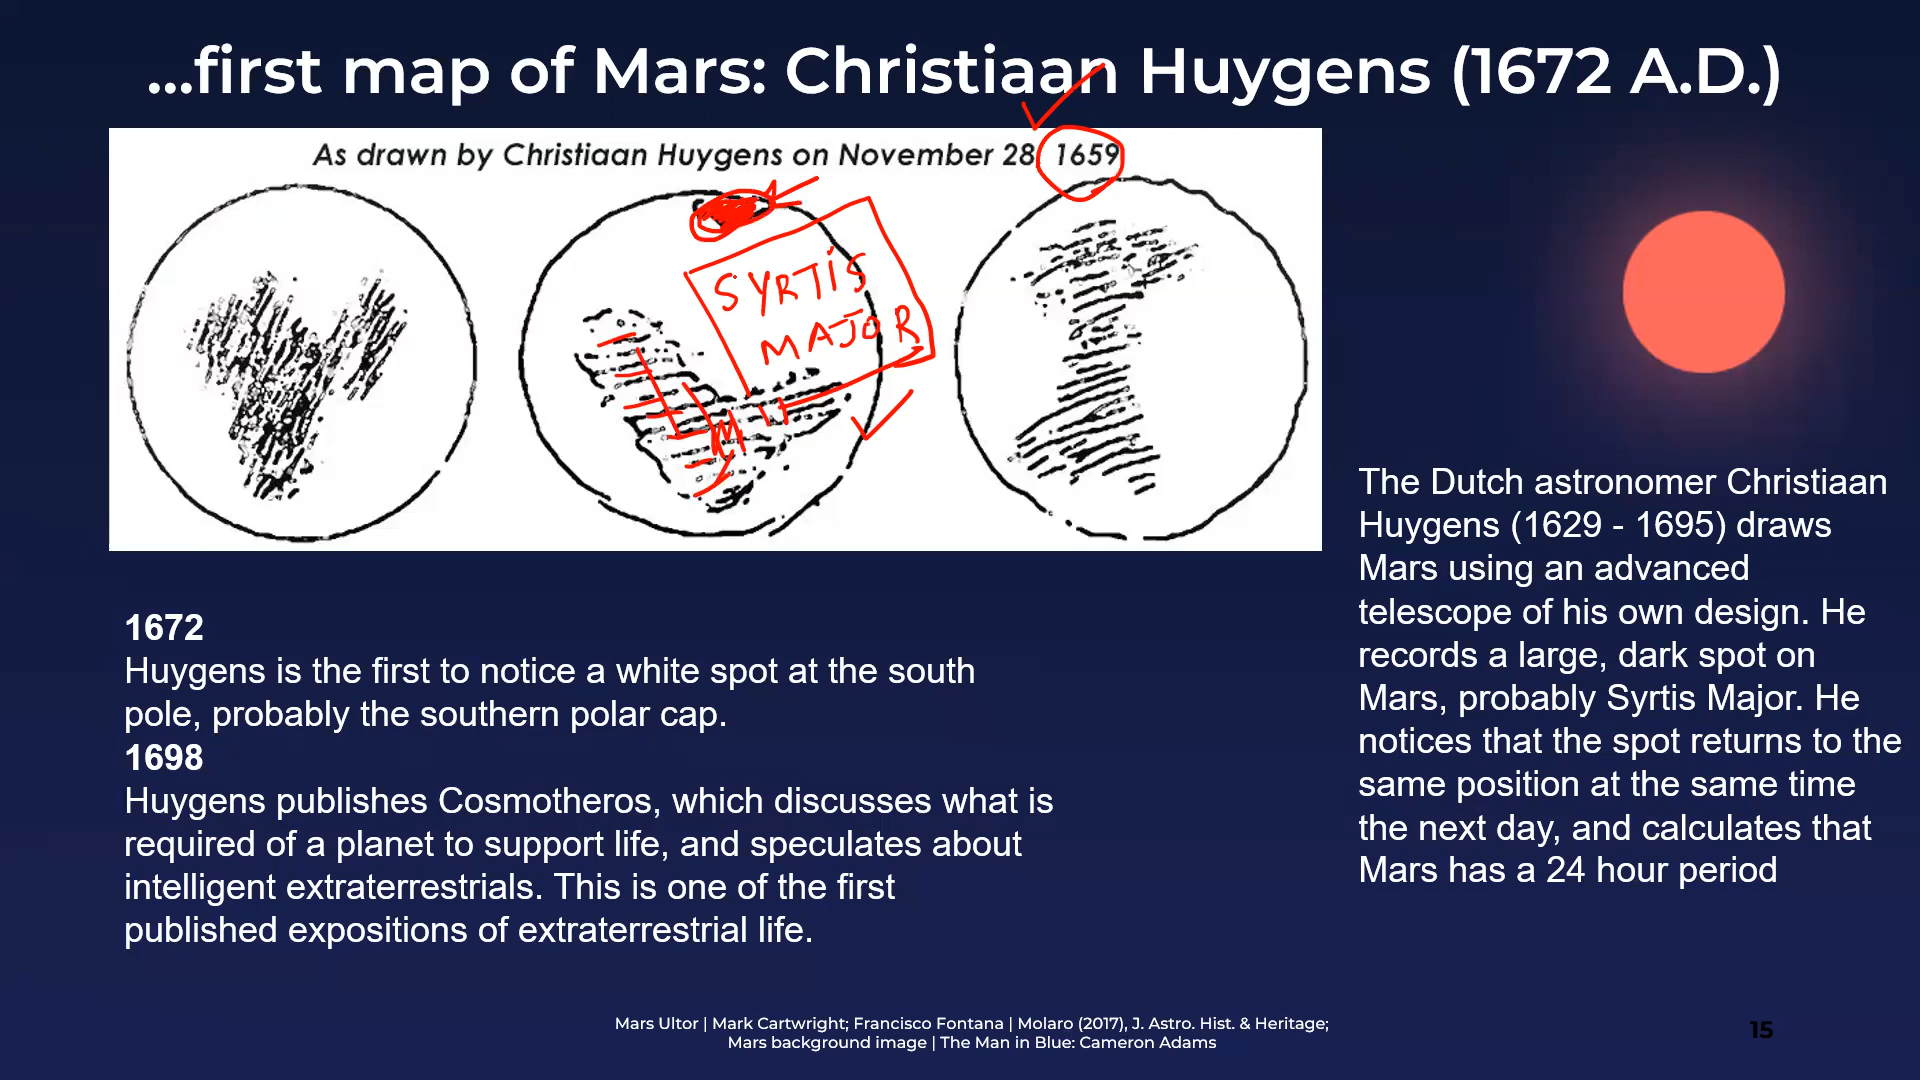 ...first map of Mars: Christiaan Huygens (1672 A.D.)
As drawn by Christiaan Huygens on November 28, 1659
SYRTIS
MAJOR
The Dutch astronomer Christiaan
Huygens (1629 - 1695) draws
Mars using an advanced
telescope of his own design. He
records a large, dark spot on
Mars, probably Syrtis Major. He
notices that the spot returns to the
same position at the same time
the next day, and calculates that
Mars has a 24 hour period
1672
Huygens is the first to notice a white spot at the south
pole, probably the southern polar cap.
1698
Huygens publishes Cosmotheros, which discusses what is
required of a planet to support life, and speculates about
intelligent extraterrestrials. This is one of the first
published expositions of extraterrestrial life.
Mars Ultor | Mark Cartwright; Francisco Fontana | Molaro (2017), J. Astro. Hist. & Heritage;
Mars background image | The Man in Blue: Cameron Adams
15